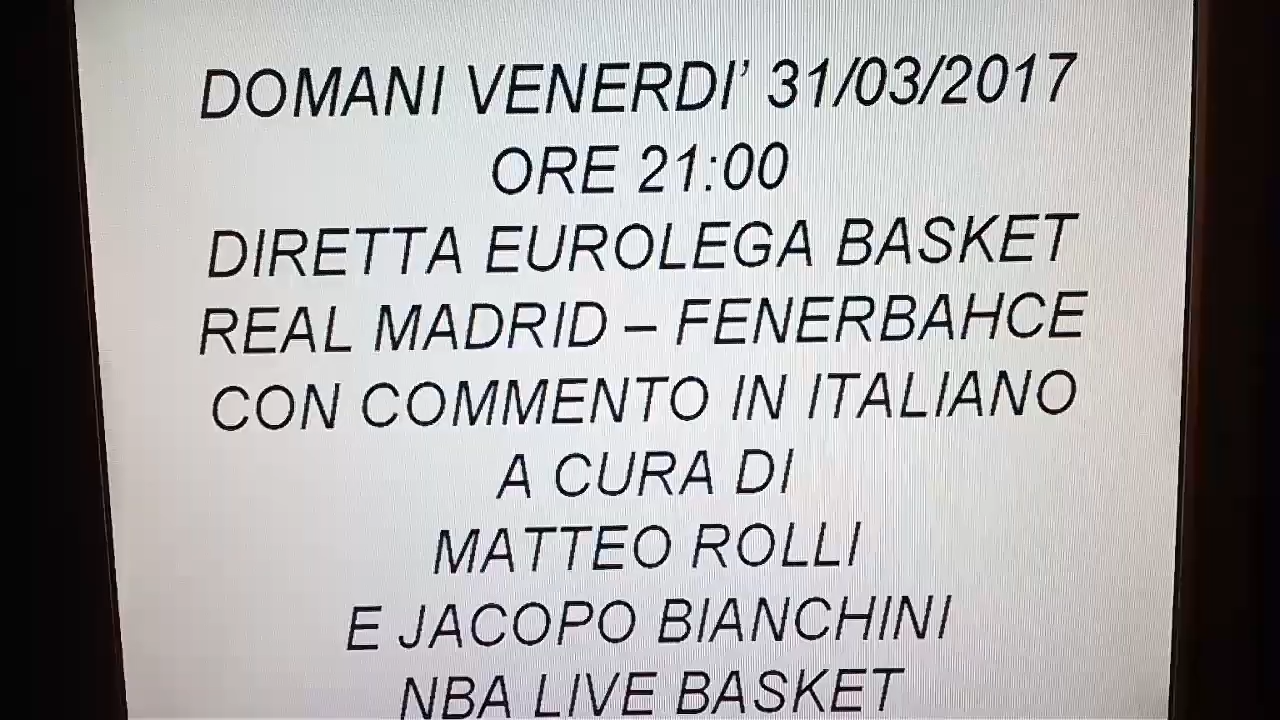 DOMANI VENERDI' 31/03/2017
ORE 21:00
DIRETTA EUROLEGA BASKET
REAL MADRID – FENERBAHCE
CON COMMENTO IN ITALIANO
A CURA DI
MATTEO ROLLI
E JACOPO BIANCHINI
NBA LIVE BASKET